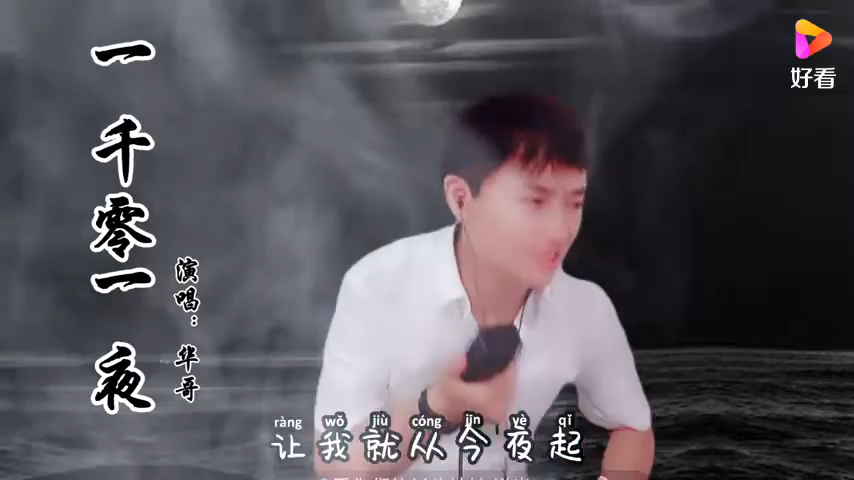 一千零一夜
演唱：华哥
好看
ràng wǒ jiù cóng jīn yè qǐ
让我就从今夜起